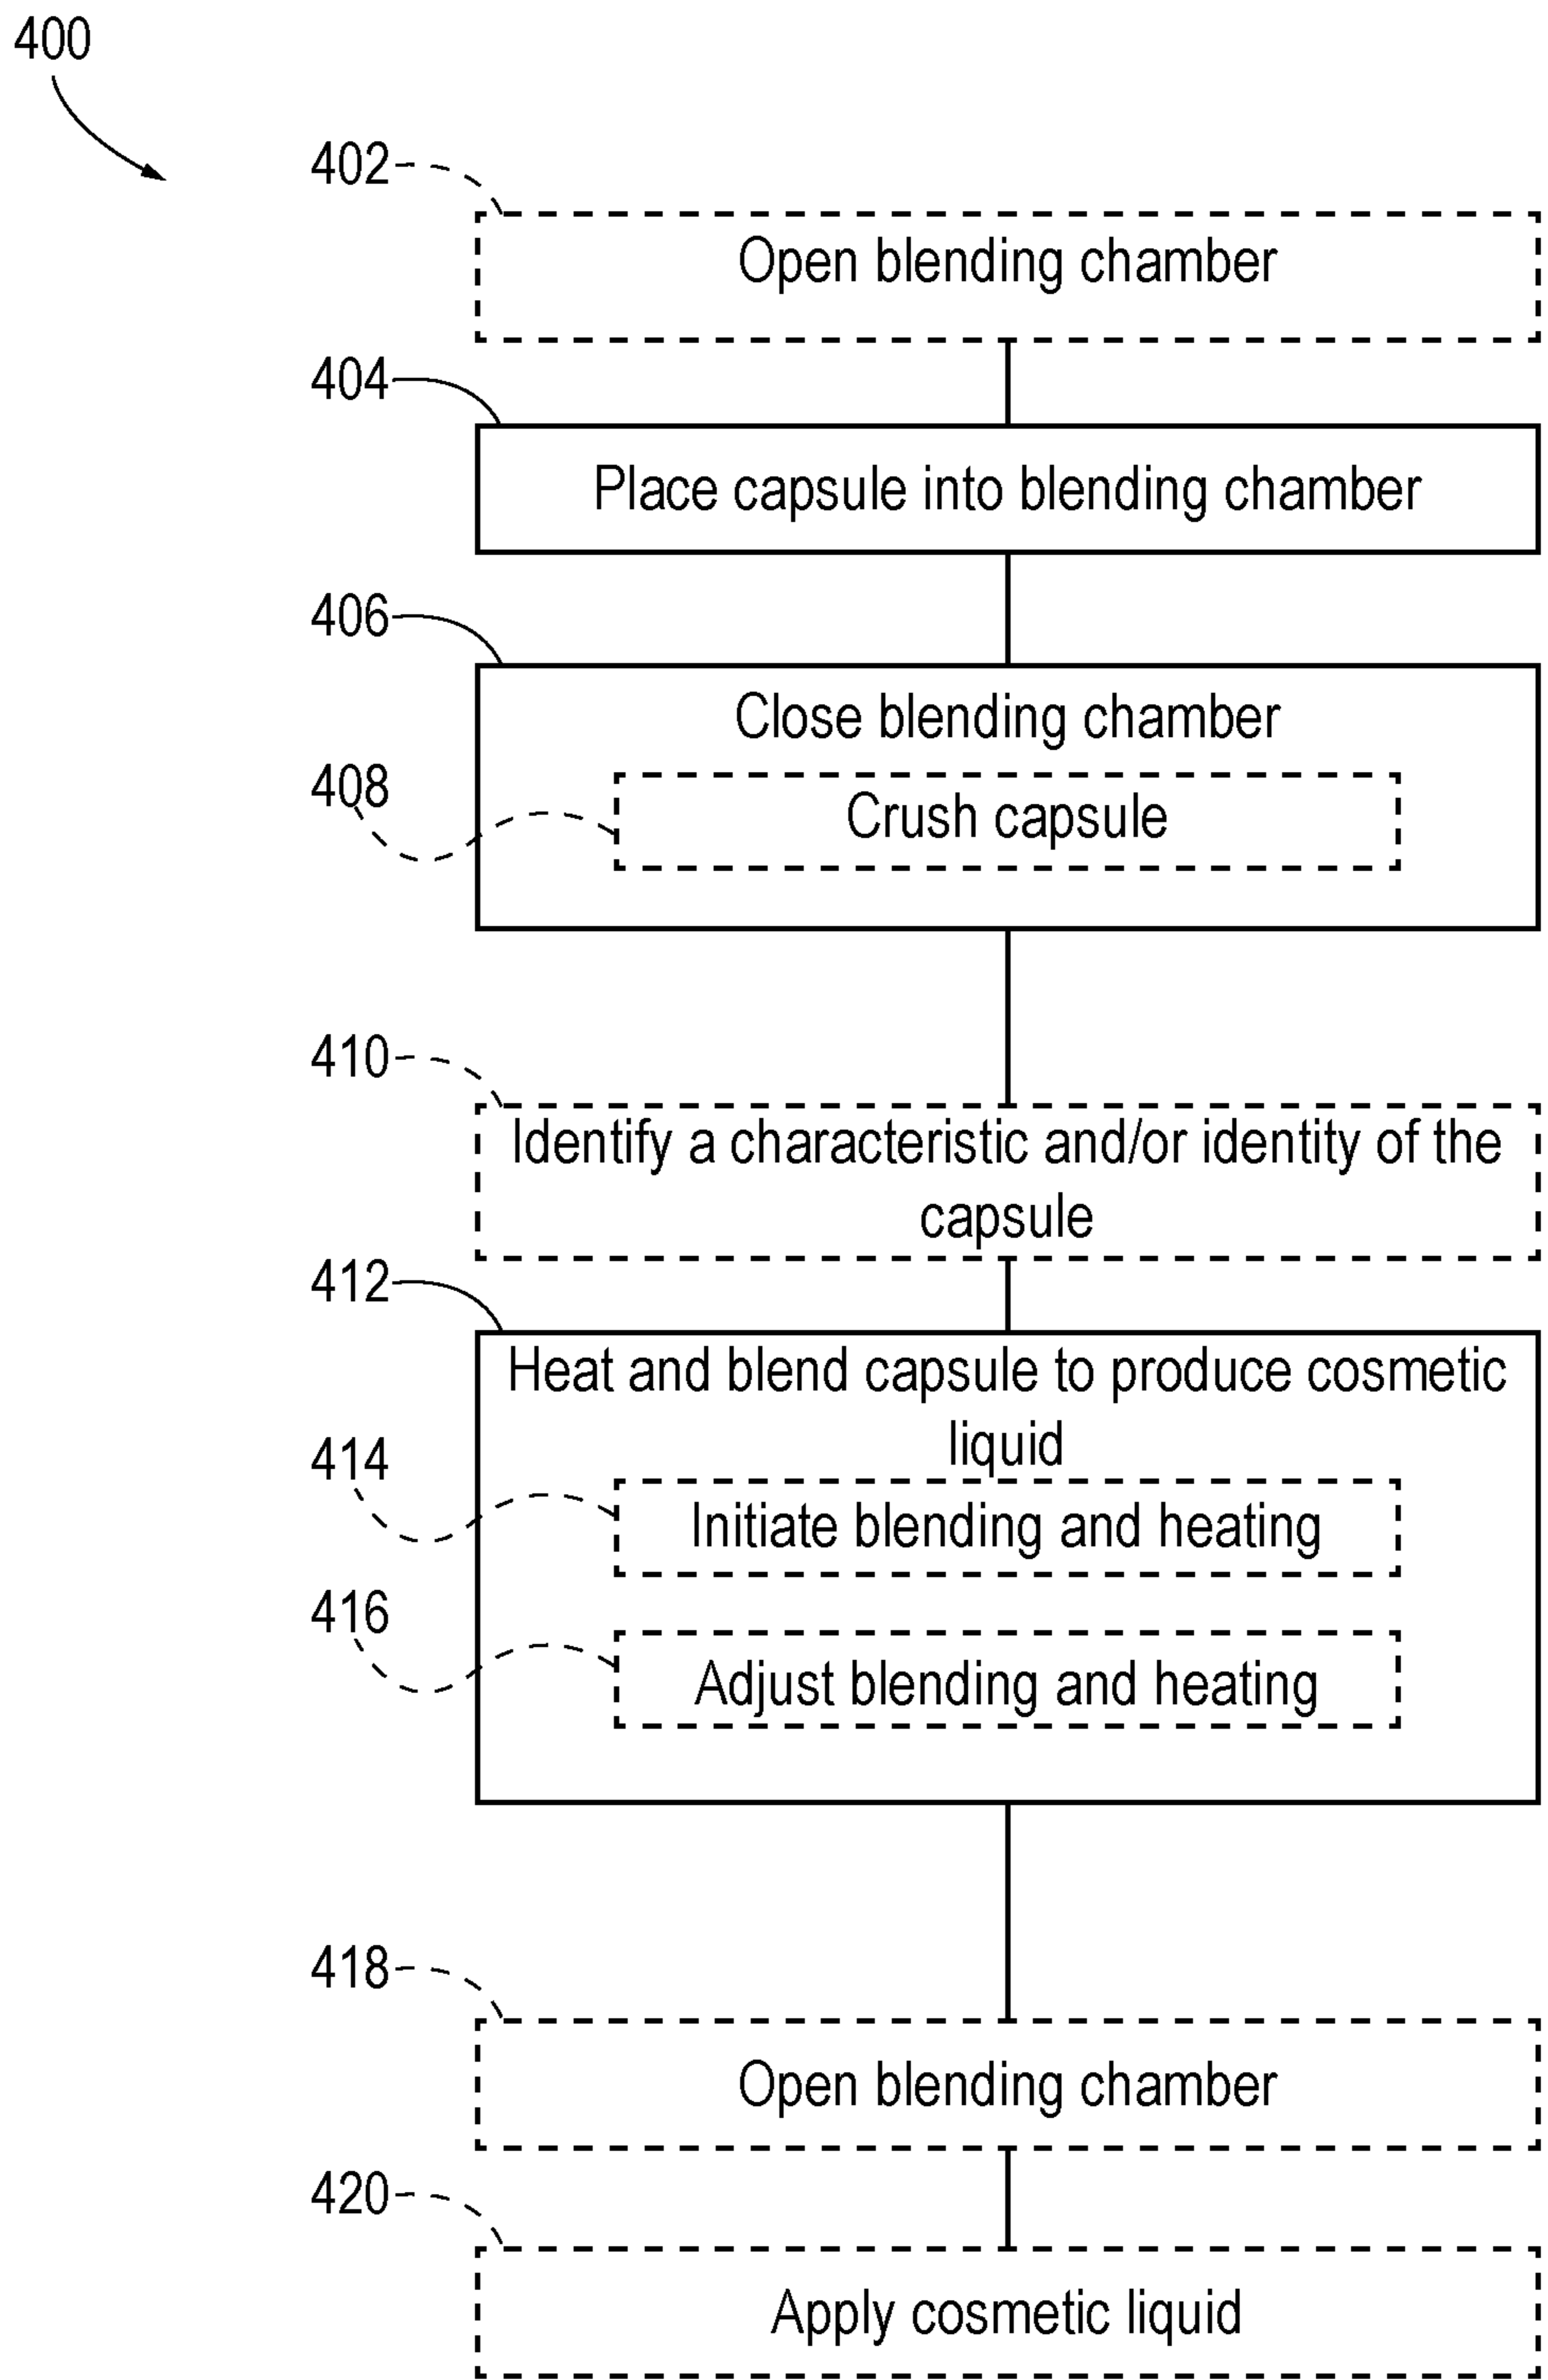 400
402
Open blending chamber
404
Place capsule into blending chamber
406
Close blending chamber
408
Crush capsule
410
Identify a characteristic and/or identity of the
capsule
412
Heat and blend capsule to produce cosmetic
liquid
414
Initiate blending and heating
416
Adjust blending and heating
418
Open blending chamber
420
Apply cosmetic liquid